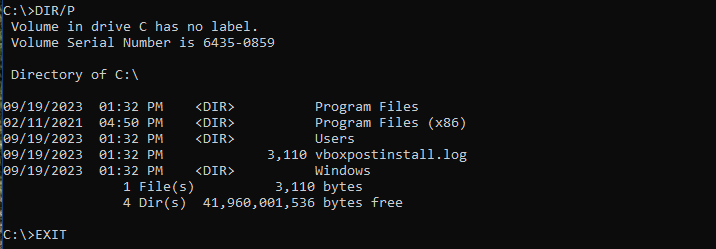 C:\>DIR/P
 Volume in drive C has no label.
 Volume Serial Number is 6435-0859

 Directory of C:\

09/19/2023  01:32 PM    <DIR>          Program Files
02/11/2021  04:50 PM    <DIR>          Program Files (x86)
09/19/2023  01:32 PM    <DIR>          Users
09/19/2023  01:32 PM             3,110 vboxpostinstall.log
09/19/2023  01:32 PM    <DIR>          Windows
               1 File(s)          3,110 bytes
               4 Dir(s)  41,960,001,536 bytes free

C:\>EXIT